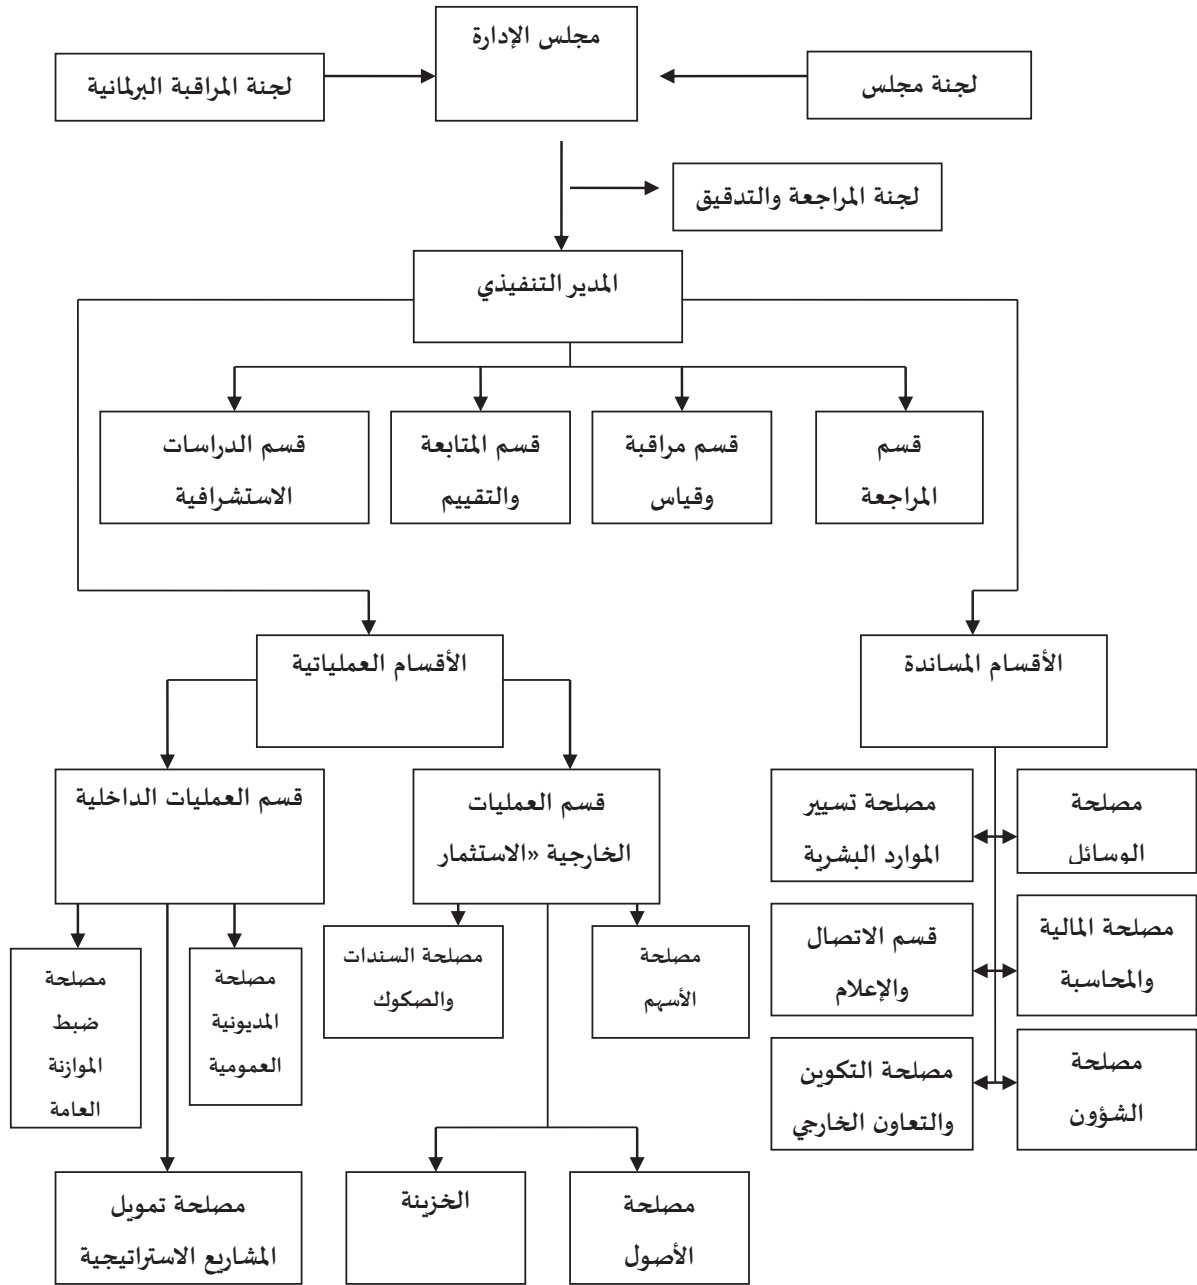 مجلس الإدارة
لجنة مجلس
لجنة المراقبة البرلمانية
لجنة المراجعة والتدقيق
المدير التنفيذي
قسم
المراجعة
قسم مراقبة
وقياس
قسم المتابعة
والتقييم
قسم الدراسات
الاستشرافية
الأقسام المساندة
الأقسام العملياتية
مصلحة
الوسائل
مصلحة تسيير
الموارد البشرية
مصلحة المالية
والمحاسبة
قسم الاتصال
والإعلام
مصلحة
الشؤون
مصلحة التكوين
والتعاون الخارجي
قسم العمليات
الخارجية «الاستثمار
قسم العمليات الداخلية
مصلحة
الأسهم
مصلحة السندات
والصكوك
مصلحة
الأصول
الخزينة
مصلحة
المديونية
العمومية
مصلحة
ضبط
الموازنة
العامة
مصلحة تمويل
المشاريع الاستراتيجية